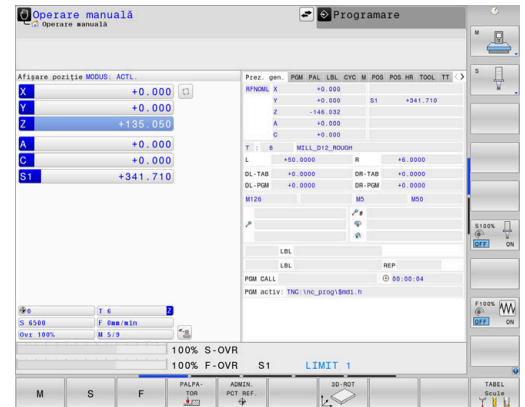 Operare manuală
Operare manuală
Programare
Afişare poziţie MODUS: ACTL.
X +0.000
Y +0.000
Z +135.050
A +0.000
C +0.000
S1 +341.710
0 T 6 Z
S 6500 F 0mm/min
Ovr 100% M 5/9
Prez. gen. PGM PAL LBL CYC M POS POS HR TOOL TT
RFNOML X +0.000
Y +0.000 S1 +341.710
Z -146.032
A +0.000
C +0.000
T : 6 MILL_D12_ROUGH
L +50.0000 R +6.0000
DL-TAB +0.0000 DR-TAB +0.0000
DL-PGM +0.0000 DR-PGM +0.0000
M126 M5 M50
P P#
LBL
LBL REP
PGM CALL 00:00:04
PGM activ: TNC:\nc_prog\$mdi.h
100% S-OVR
100% F-OVR S1 LIMIT 1
M
S
F
PALPA-
TOR
ADMIN.
PCT REF.
3D-ROT
TABEL
Scule
M
S
S100%
OFF ON
F100%
OFF ON